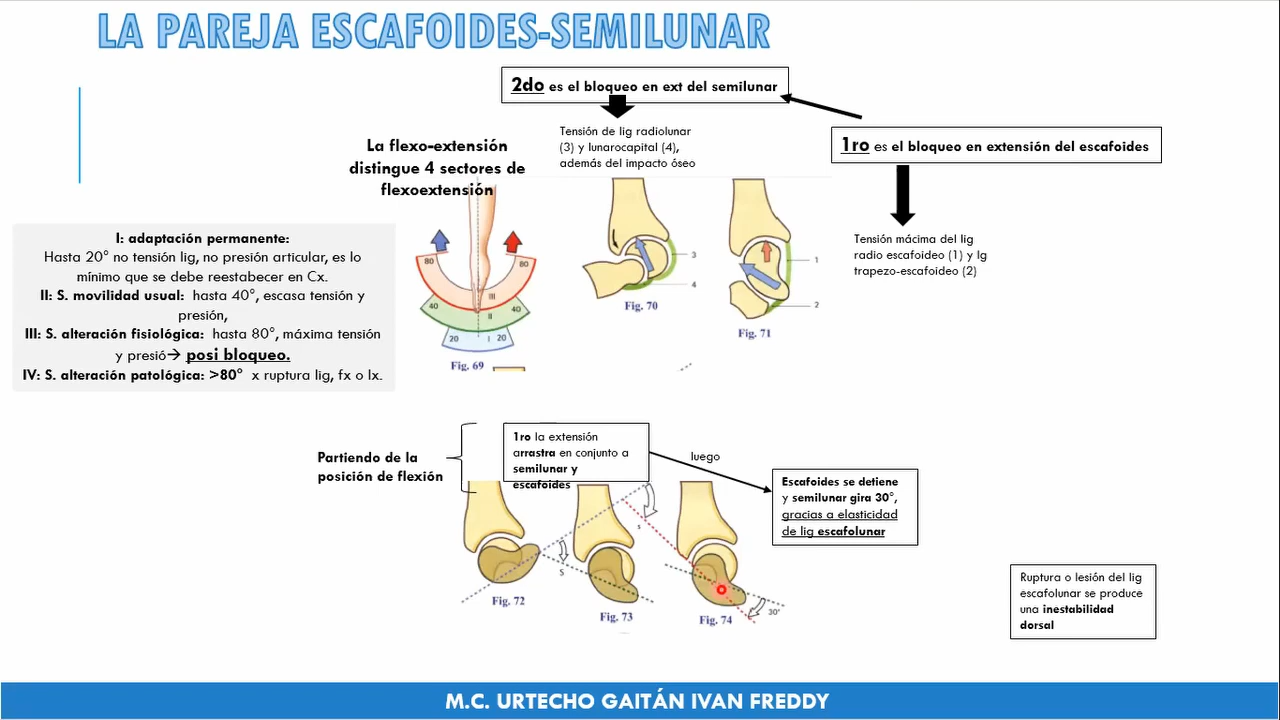 LA PAREJA ESCAFOIDES-SEMILUNAR
2do es el bloqueo en ext del semilunar
1ro es el bloqueo en extensión del escafoides
Tensión de lig radiolunar
(3) y lunarocapital (4),
además del impacto óseo
La flexo-extensión
distingue 4 sectores de
flexoextensión
Tensión mácima del lig
radio escafoideo (1) y lg
trapezo-escafoideo (2)
I: adaptación permanente:
Hasta 20° no tensión lig, no presión articular, es lo
mínimo que se debe reestabecer en Cx.
II: S. movilidad usual: hasta 40°, escasa tensión y
presión,
III: S. alteración fisiológica: hasta 80°, máxima tensión
y presió→ posi bloqueo.
IV: S. alteración patológica: >80° x ruptura lig, fx o lx.
80 80
III
40 40
II
20 I 20
Fig. 69
3
4
Fig. 70
1
2
Fig. 71
Partiendo de la
posición de flexión
1ro la extensión
arrastra en conjunto a
semilunar y
escafoides
luego
Escafoides se detiene
y semilunar gira 30°,
gracias a elasticidad
de lig escafolunar
S
s
30°
Fig. 72
Fig. 73
Fig. 74
Ruptura o lesión del lig
escafolunar se produce
una inestabilidad
dorsal
M.C. URTECHO GAITÁN IVAN FREDDY